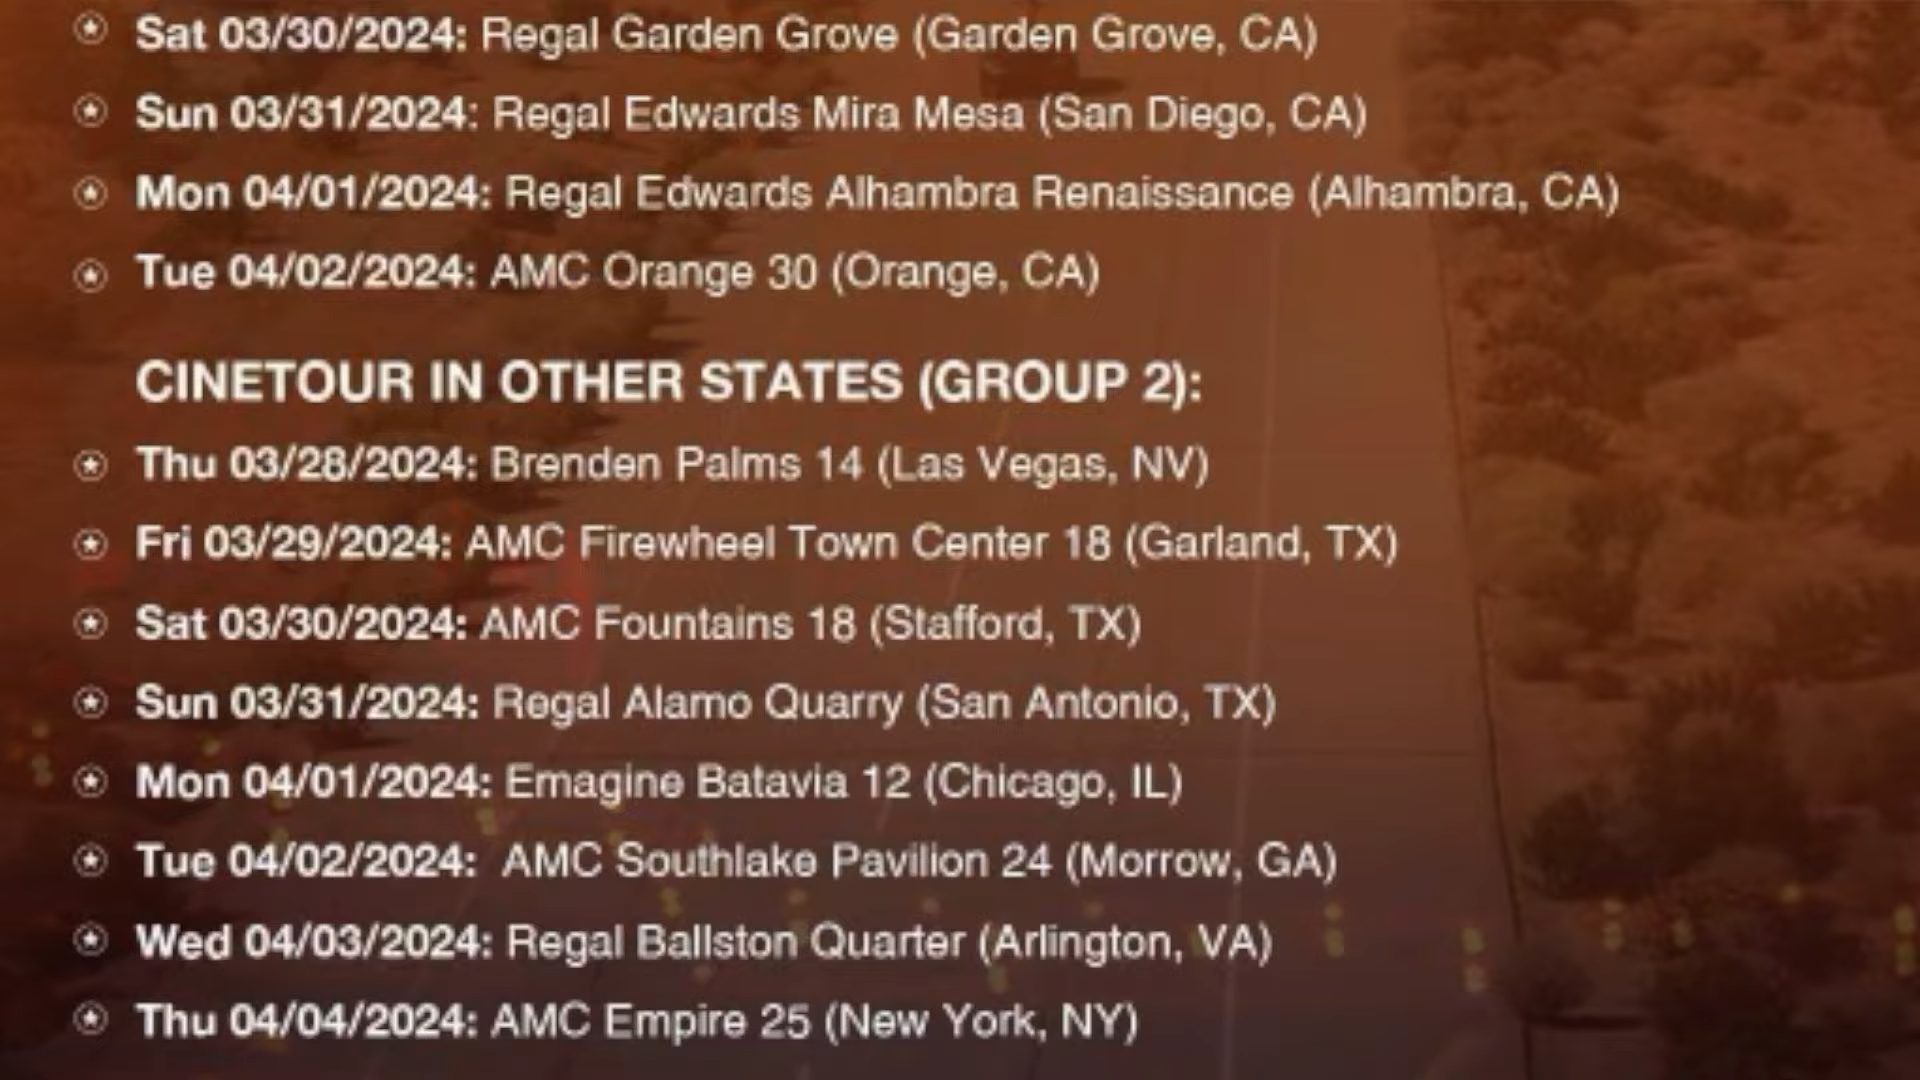 Sat 03/30/2024: Regal Garden Grove (Garden Grove, CA)
Sun 03/31/2024: Regal Edwards Mira Mesa (San Diego, CA)
Mon 04/01/2024: Regal Edwards Alhambra Renaissance (Alhambra, CA)
Tue 04/02/2024: AMC Orange 30 (Orange, CA)
CINETOUR IN OTHER STATES (GROUP 2):
Thu 03/28/2024: Brenden Palms 14 (Las Vegas, NV)
Fri 03/29/2024: AMC Firewheel Town Center 18 (Garland, TX)
Sat 03/30/2024: AMC Fountains 18 (Stafford, TX)
Sun 03/31/2024: Regal Alamo Quarry (San Antonio, TX)
Mon 04/01/2024: Emagine Batavia 12 (Chicago, IL)
Tue 04/02/2024: AMC Southlake Pavilion 24 (Morrow, GA)
Wed 04/03/2024: Regal Ballston Quarter (Arlington, VA)
Thu 04/04/2024: AMC Empire 25 (New York, NY)